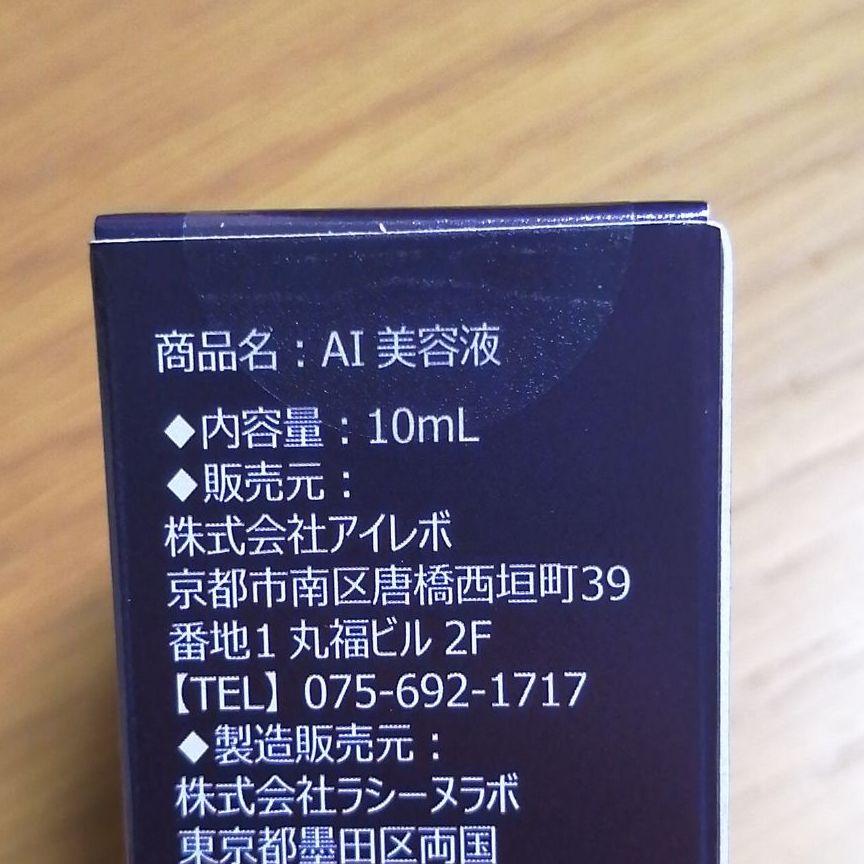 商品名：AI 美容液
◆内容量：10mL
◆販売元：
株式会社アイレボ
京都市南区唐橋西垣町39
番地1 丸福ビル 2F
【TEL】075-692-1717
◆製造販売元：
株式会社ラシーヌラボ
東京都墨田区両国